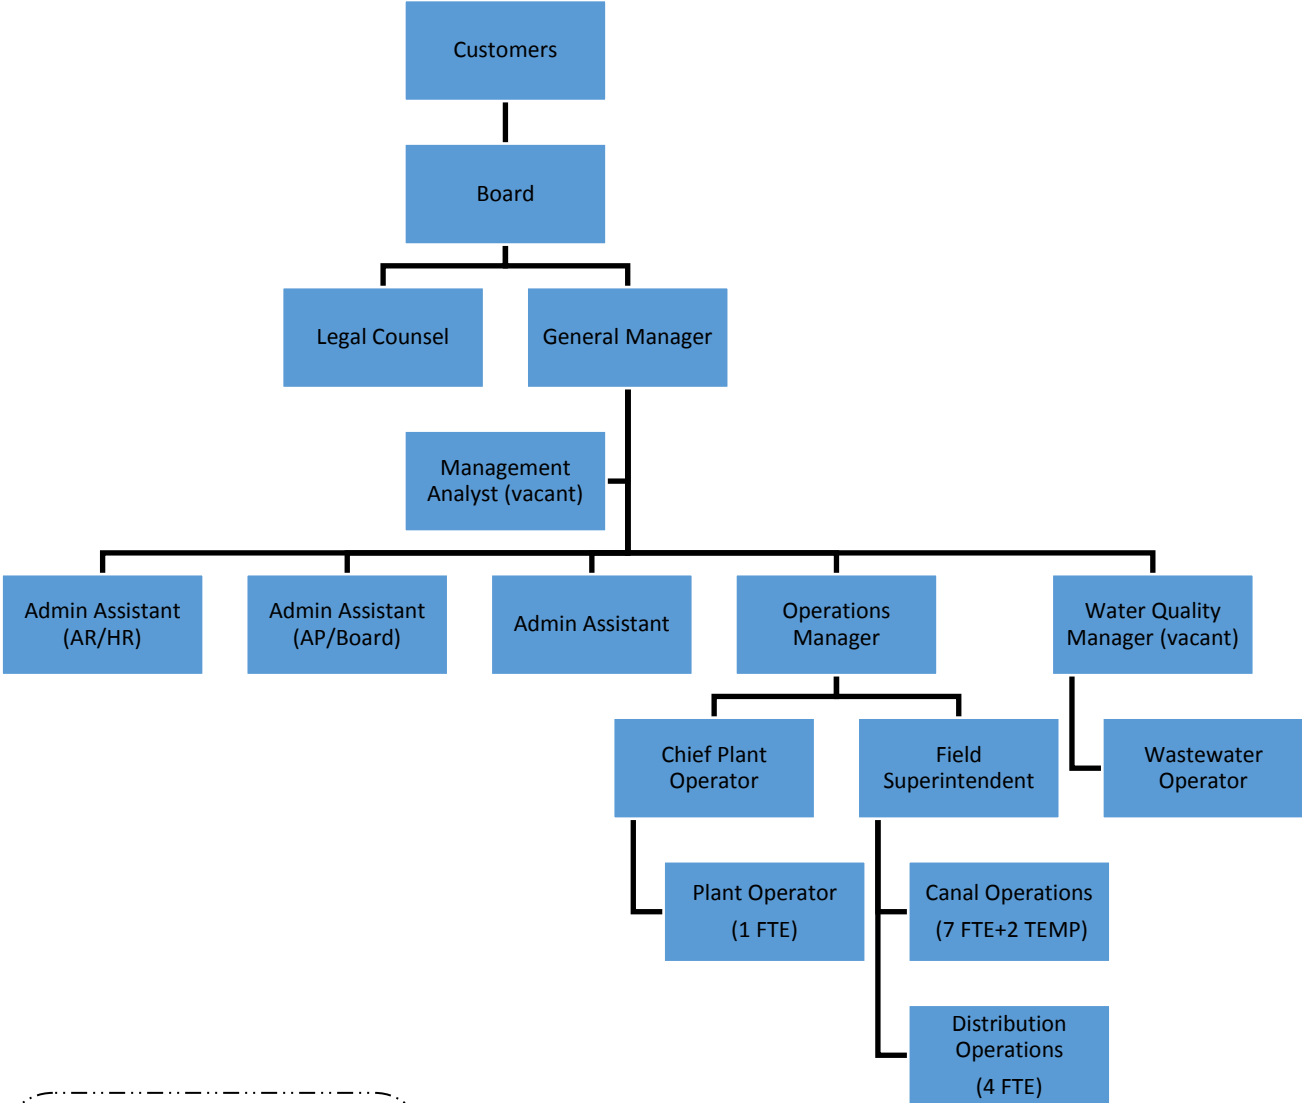 Customers
Board
Legal Counsel
General Manager
Management
Analyst (vacant)
Admin Assistant
(AR/HR)
Admin Assistant
(AP/Board)
Admin Assistant
Operations
Manager
Water Quality
Manager (vacant)
Chief Plant
Operator
Field
Superintendent
Wastewater
Operator
Plant Operator
(1 FTE)
Canal Operations
(7 FTE+2 TEMP)
Distribution
Operations
(4 FTE)